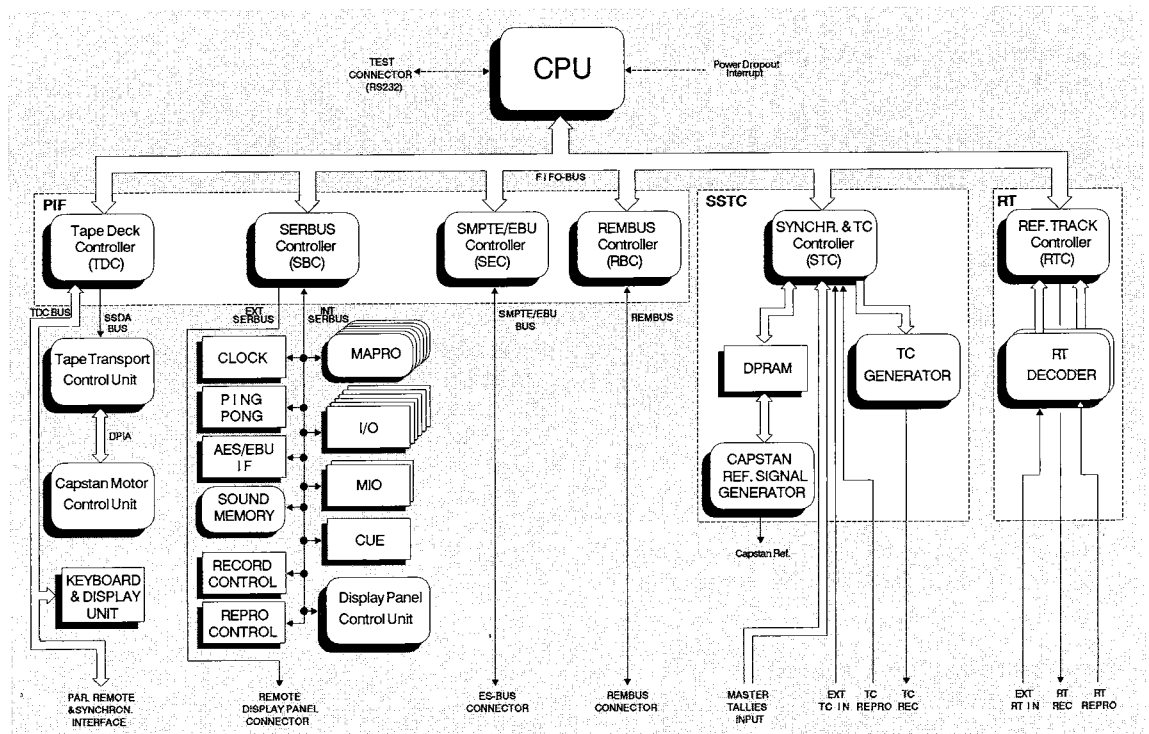 CPU
TEST
CONNECTOR
(RS232)
Power Dropout
Interrupt
FIFO-BUS
PIF
Tape Deck
Controller
(TDC)
SERBUS
Controller
(SBC)
SMPTE/EBU
Controller
(SEC)
REMBUS
Controller
(RBC)
SSTC
SYNCHR. & TC
Controller
(STC)
RT
REF. TRACK
Controller
(RTC)
TDC BUS
SSDA
BUS
EXT
SERBUS
INT
SERBUS
SMPTE/EBU
BUS
REMBUS
Tape Transport
Control Unit
DPIA
Capstan Motor
Control Unit
KEYBOARD
& DISPLAY
UNIT
CLOCK
PING
PONG
AES/EBU
IF
SOUND
MEMORY
RECORD
CONTROL
REPRO
CONTROL
MAPRO
I/O
MIO
CUE
Display Panel
Control Unit
DPRAM
TC
GENERATOR
CAPSTAN
REF. SIGNAL
GENERATOR
Capstan Ref.
RT
DECODER
PAR. REMOTE
& SYNCHRON.
INTERFACE
REMOTE
DISPLAY PANEL
CONNECTOR
ES-BUS
CONNECTOR
REMBUS
CONNECTOR
MASTER
TALLIES
INPUT
EXT
TC IN
TC
REPRO
TC
REC
EXT
RT IN
RT
REC
RT
REPRO